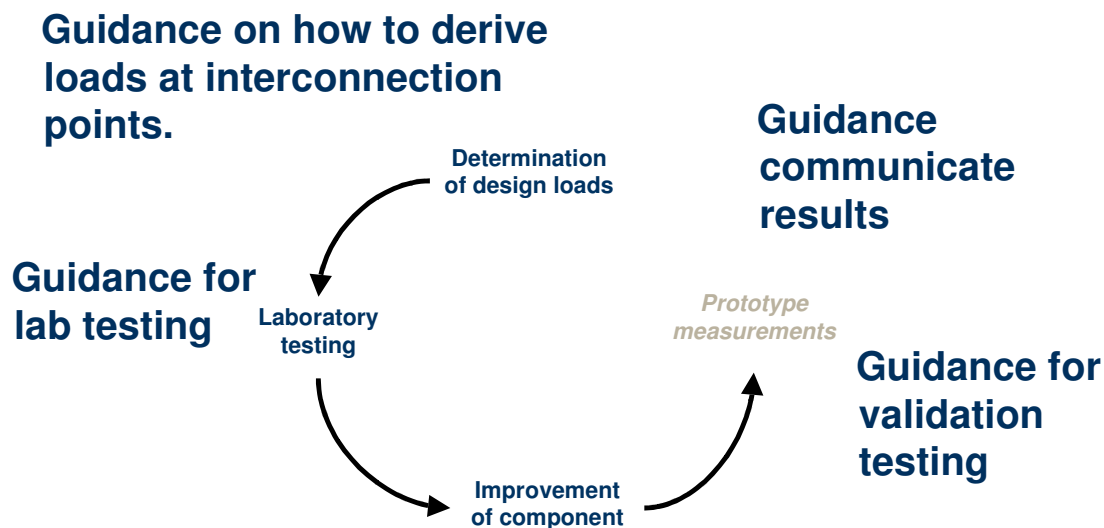 Guidance on how to derive
loads at interconnection
points.
Guidance
communicate
results
Determination
of design loads
Guidance for
lab testing
Laboratory
testing
Prototype
measurements
Guidance for
validation
testing
Improvement
of component